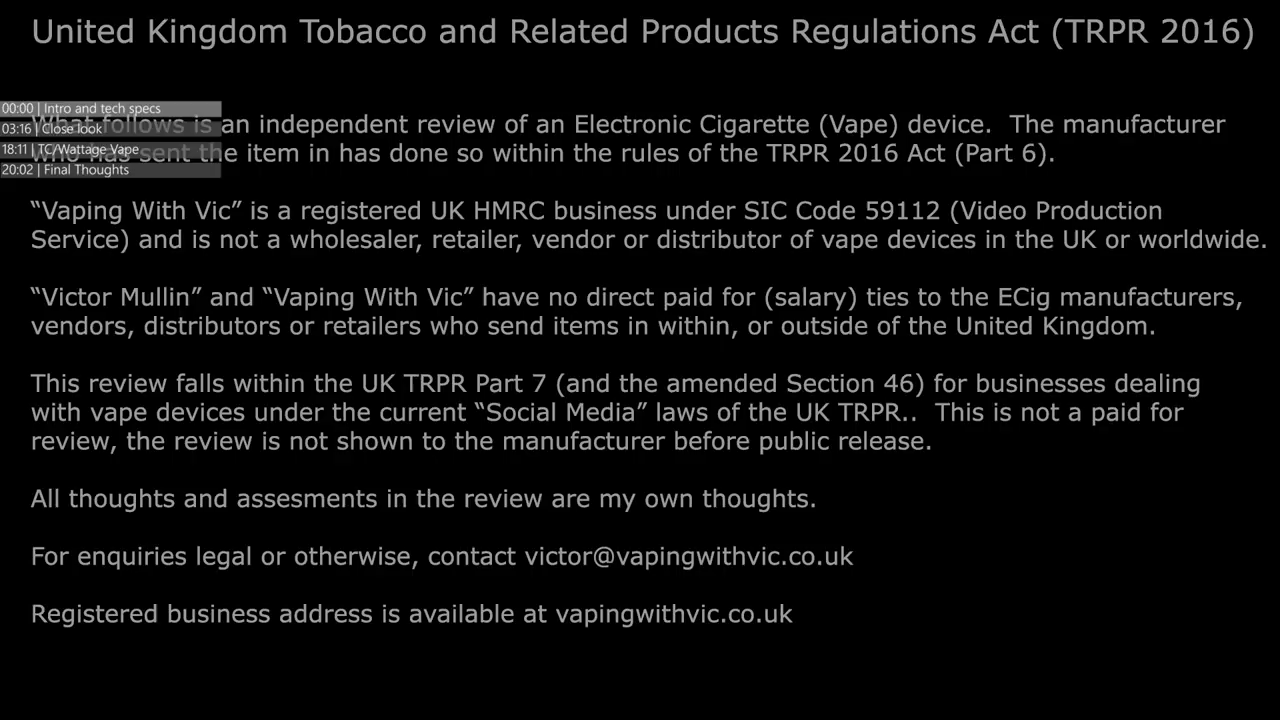 United Kingdom Tobacco and Related Products Regulations Act (TRPR 2016)
00:00 | Intro and tech specs
03:16 | Close look
18:11 | TC/Wattage Vape
20:02 | Final Thoughts
What follows is an independent review of an Electronic Cigarette (Vape) device. The manufacturer
who has sent the item in has done so within the rules of the TRPR 2016 Act (Part 6).
“Vaping With Vic” is a registered UK HMRC business under SIC Code 59112 (Video Production
Service) and is not a wholesaler, retailer, vendor or distributor of vape devices in the UK or worldwide.
“Victor Mullin” and “Vaping With Vic” have no direct paid for (salary) ties to the ECig manufacturers,
vendors, distributors or retailers who send items in within, or outside of the United Kingdom.
This review falls within the UK TRPR Part 7 (and the amended Section 46) for businesses dealing
with vape devices under the current “Social Media” laws of the UK TRPR.. This is not a paid for
review, the review is not shown to the manufacturer before public release.
All thoughts and assesments in the review are my own thoughts.
For enquiries legal or otherwise, contact victor@vapingwithvic.co.uk
Registered business address is available at vapingwithvic.co.uk